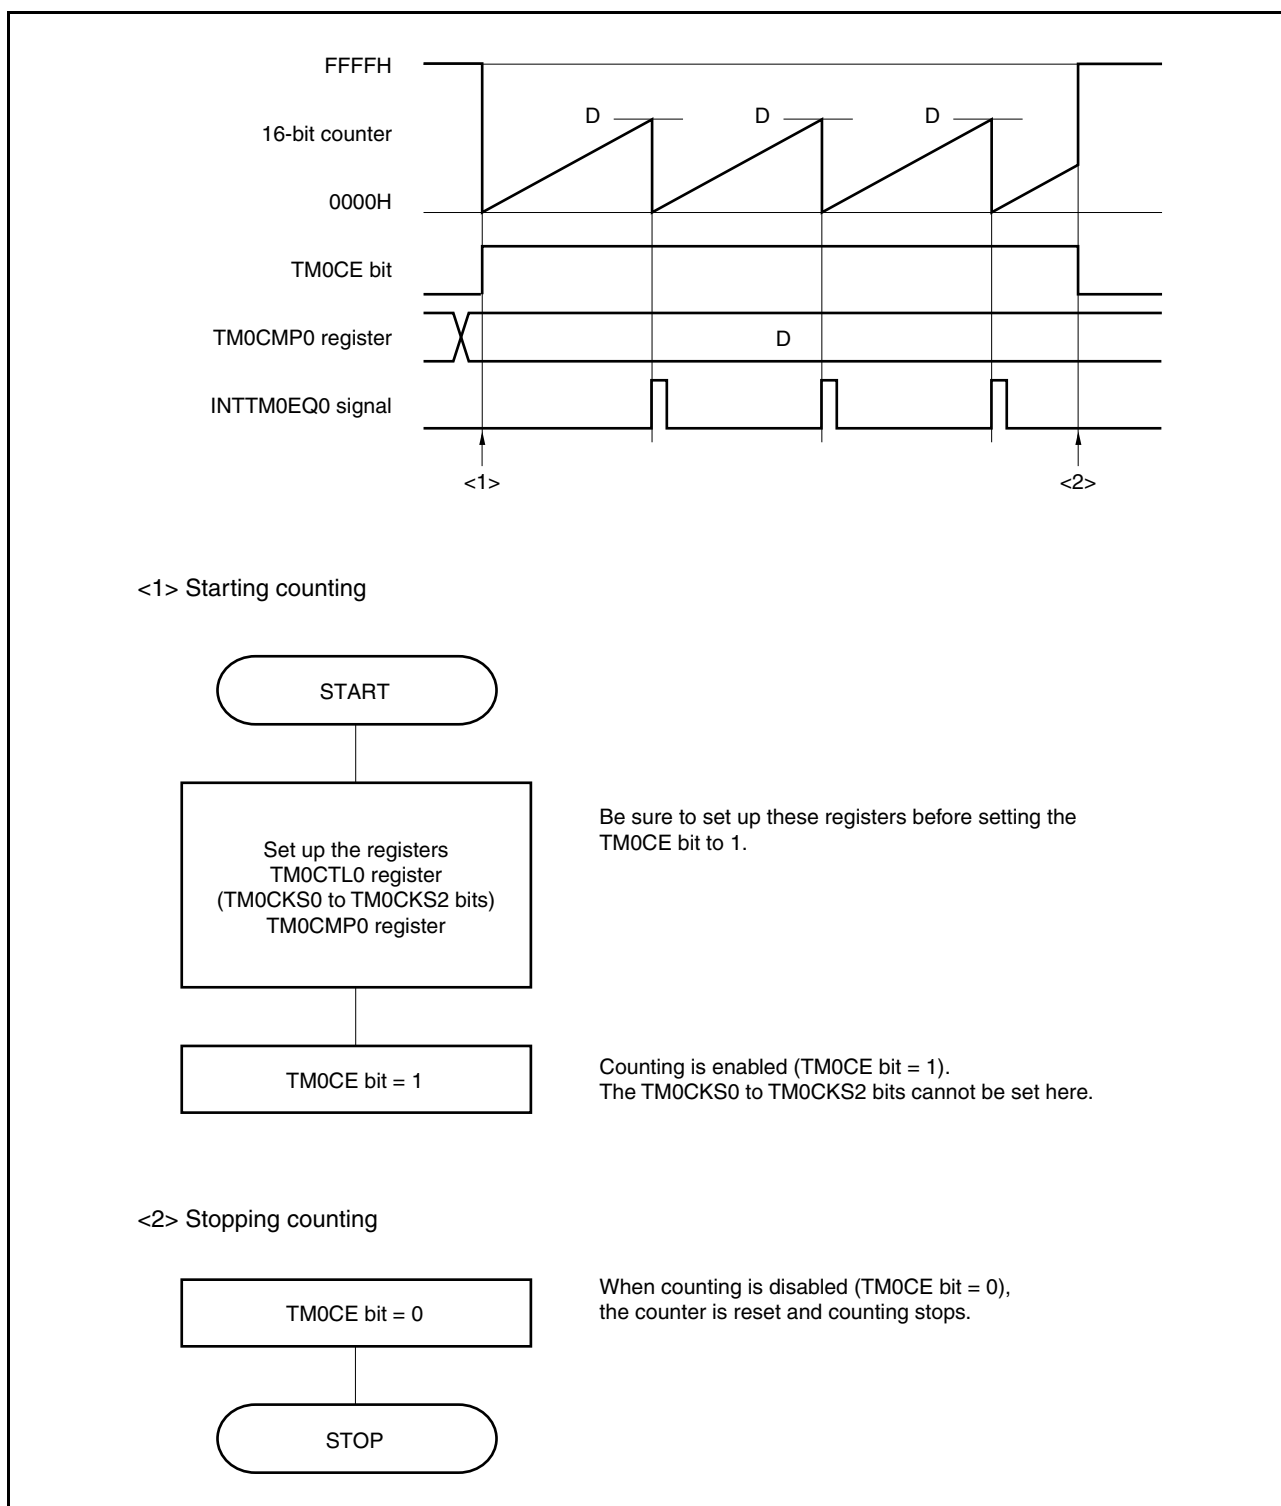 FFFFH
D D D
16-bit counter
0000H
TM0CE bit
TM0CMP0 register D
INTTM0EQ0 signal
<1> <2>
<1> Starting counting
START
Set up the registers
TM0CTL0 register
(TM0CKS0 to TM0CKS2 bits)
TM0CMP0 register
Be sure to set up these registers before setting the
TM0CE bit to 1.
TM0CE bit = 1
Counting is enabled (TM0CE bit = 1).
The TM0CKS0 to TM0CKS2 bits cannot be set here.
<2> Stopping counting
TM0CE bit = 0
When counting is disabled (TM0CE bit = 0),
the counter is reset and counting stops.
STOP